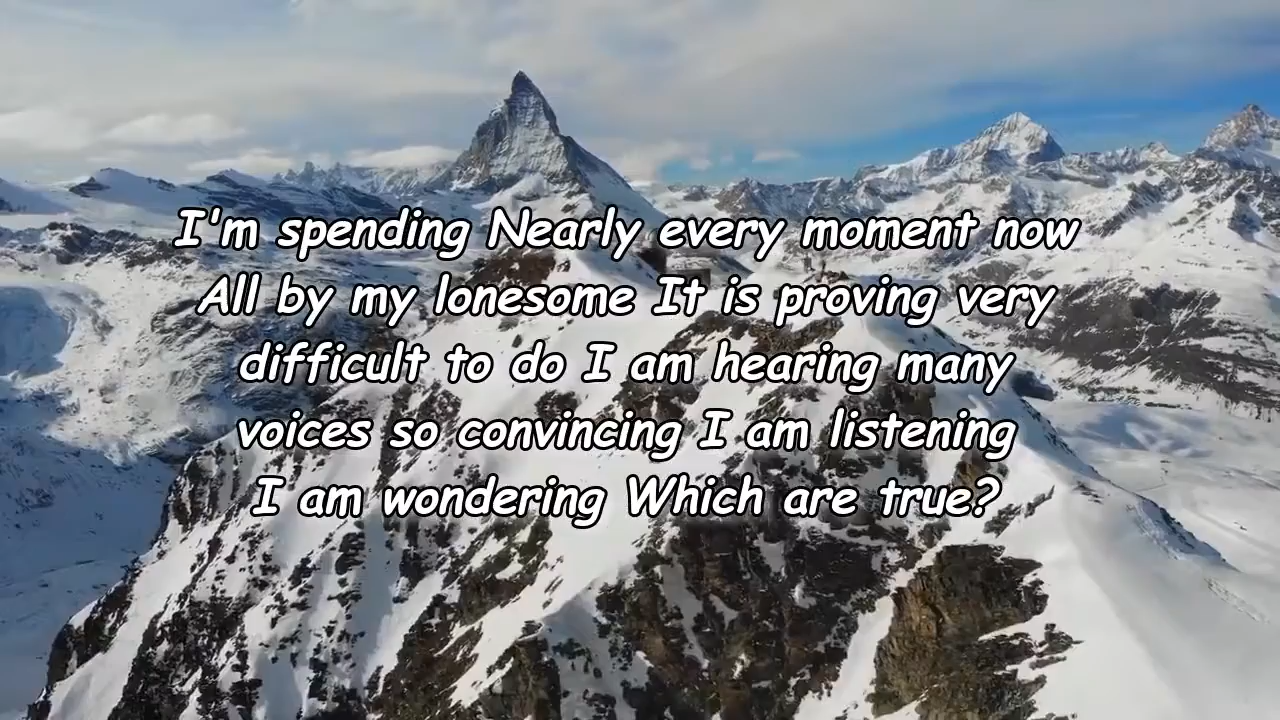 I'm spending Nearly every moment now
All by my lonesome It is proving very
difficult to do I am hearing many
voices so convincing I am listening
I am wondering Which are true?